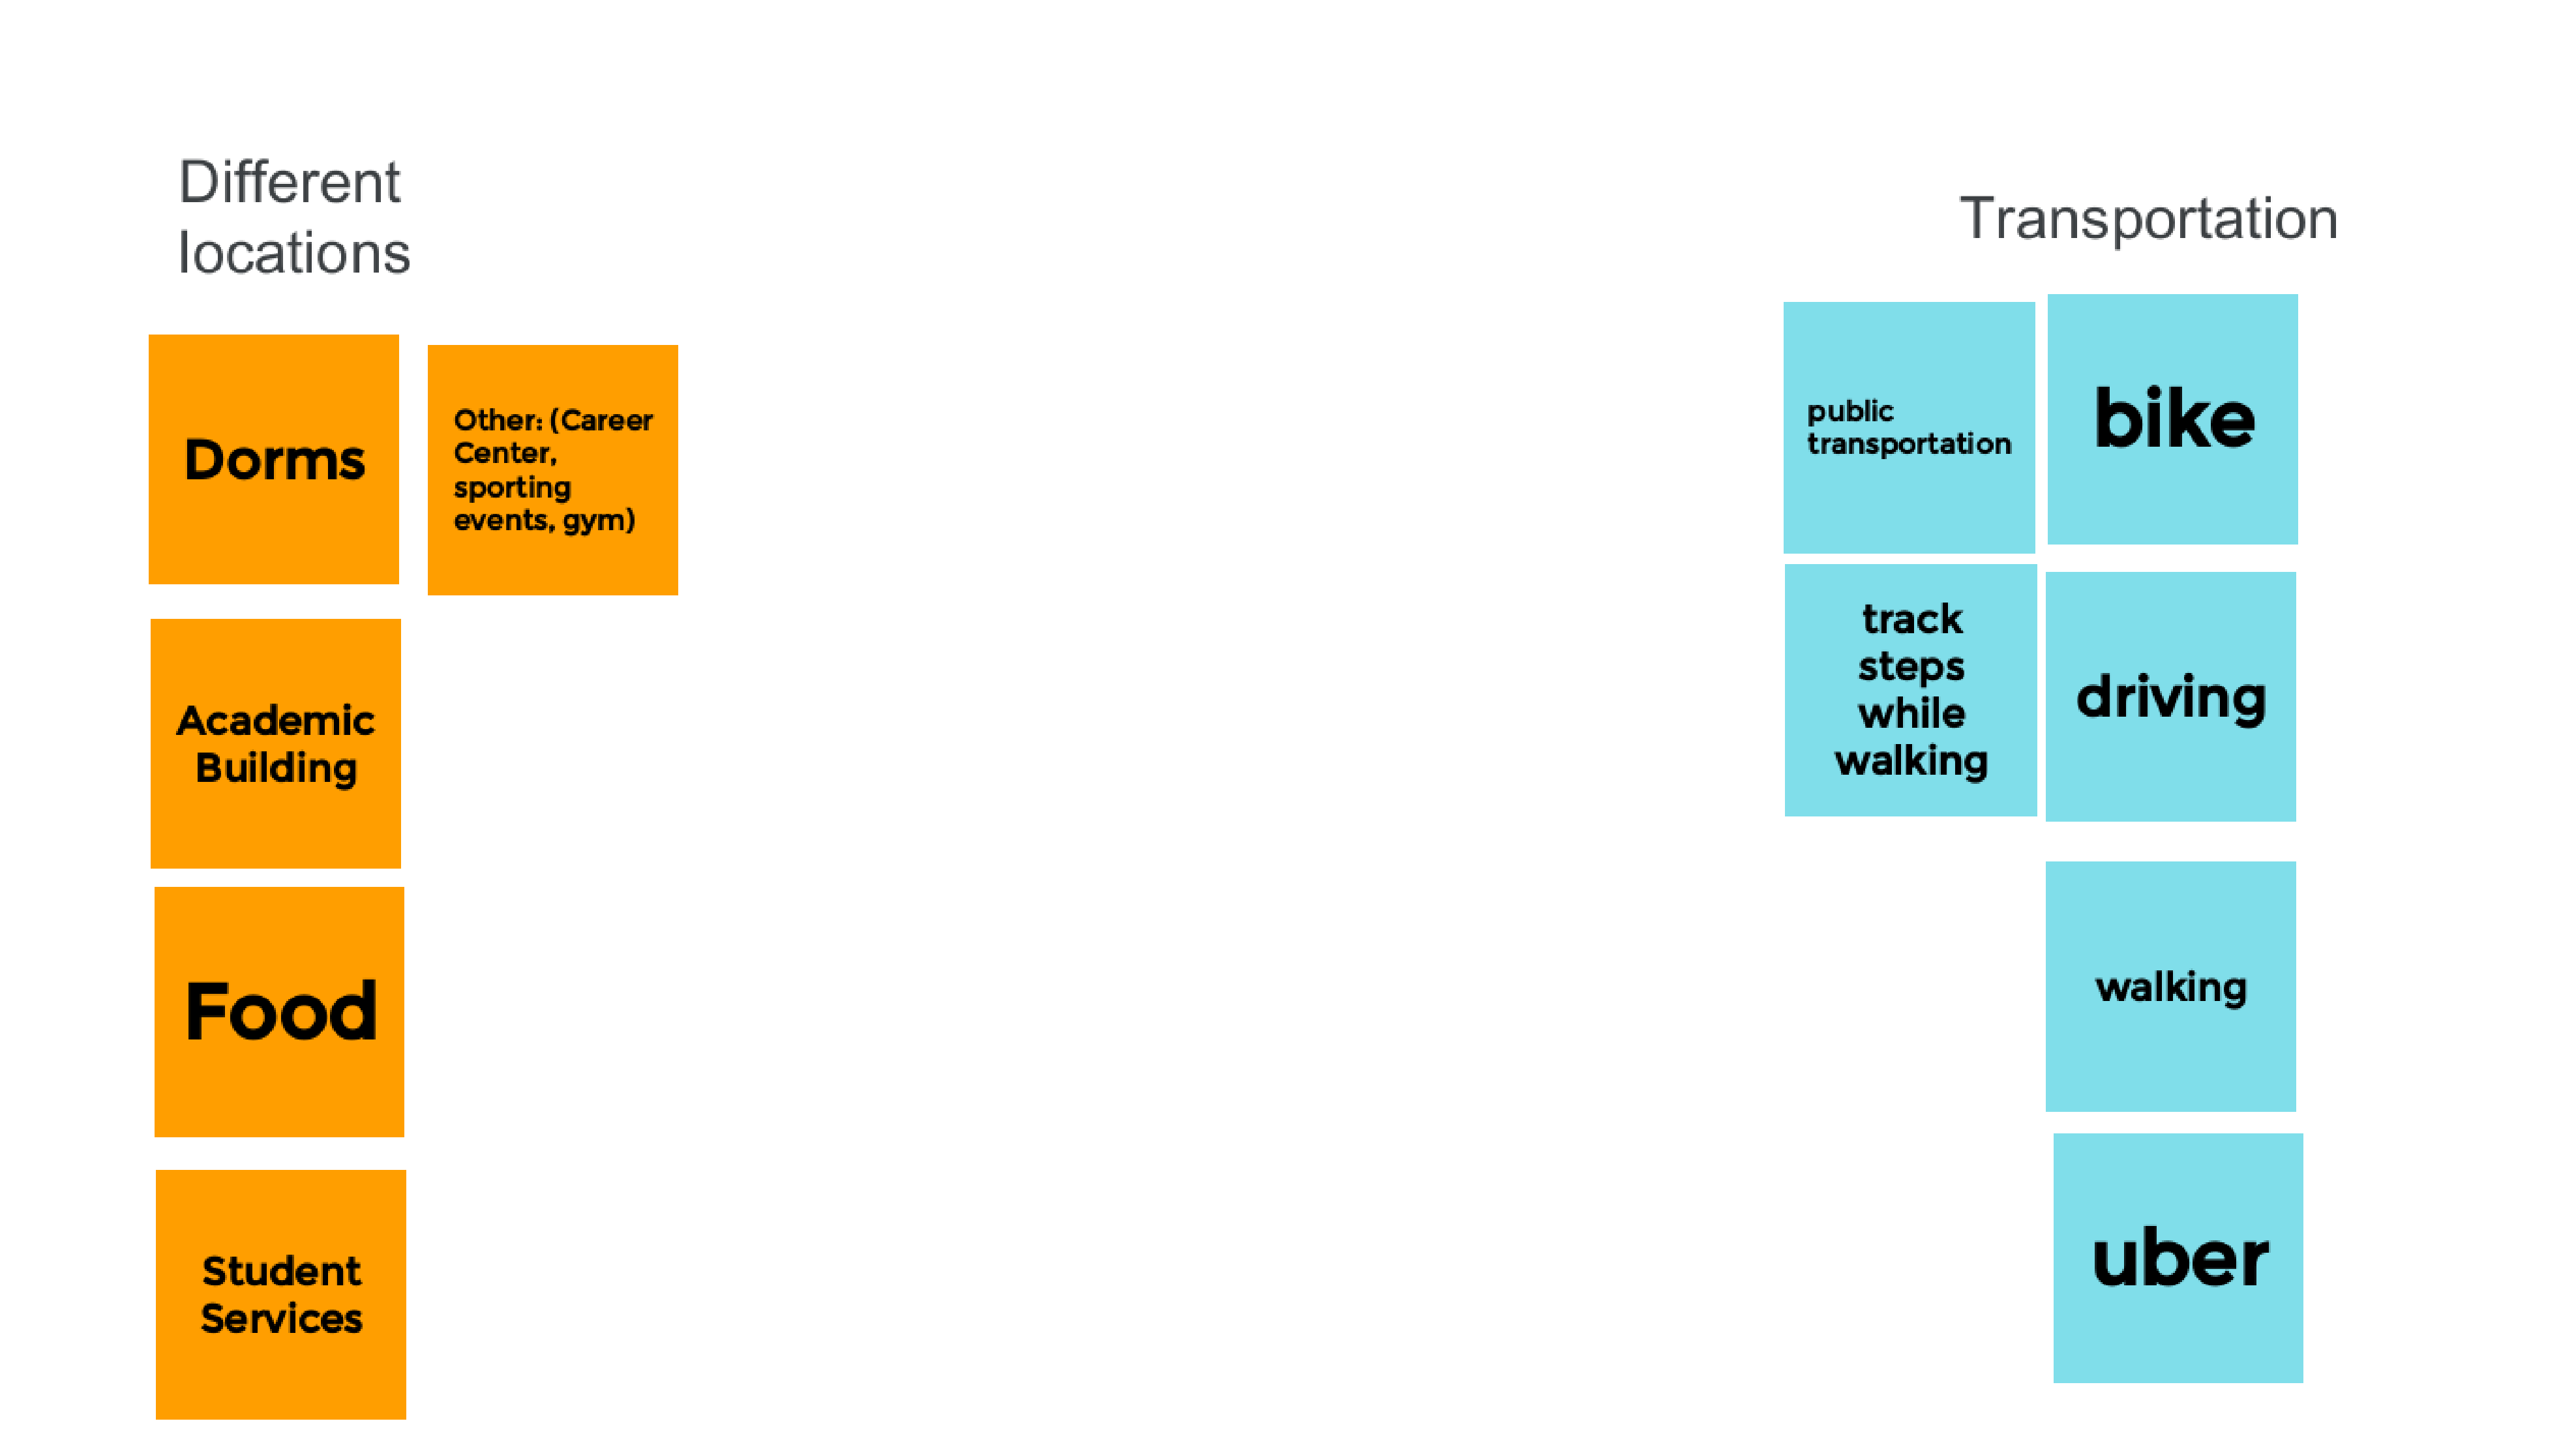 Different
locations
Dorms
Other: (Career
Center,
sporting
events, gym)
Academic
Building
Food
Student
Services
Transportation
public
transportation
bike
track
steps
while
walking
driving
walking
uber